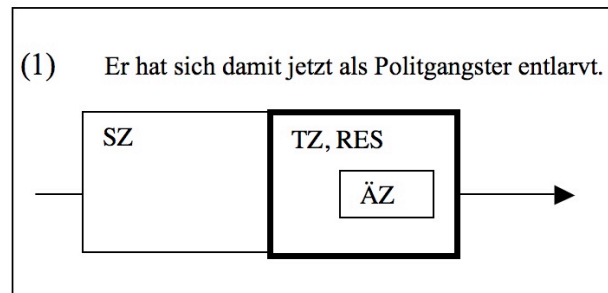 (1) Er hat sich damit jetzt als Politgangster entlarvt.
SZ
TZ, RES
ÄZ